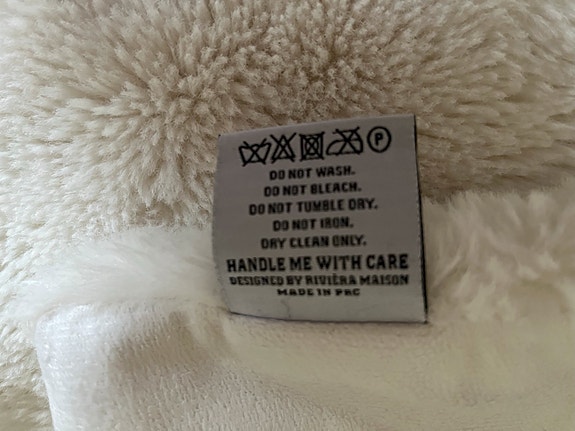 P
DO NOT WASH.
DO NOT BLEACH.
DO NOT TUMBLE DRY.
DO NOT IRON.
DRY CLEAN ONLY.
HANDLE ME WITH CARE
DESIGNED BY RIVIÈRA MAISON
MADE IN PRC